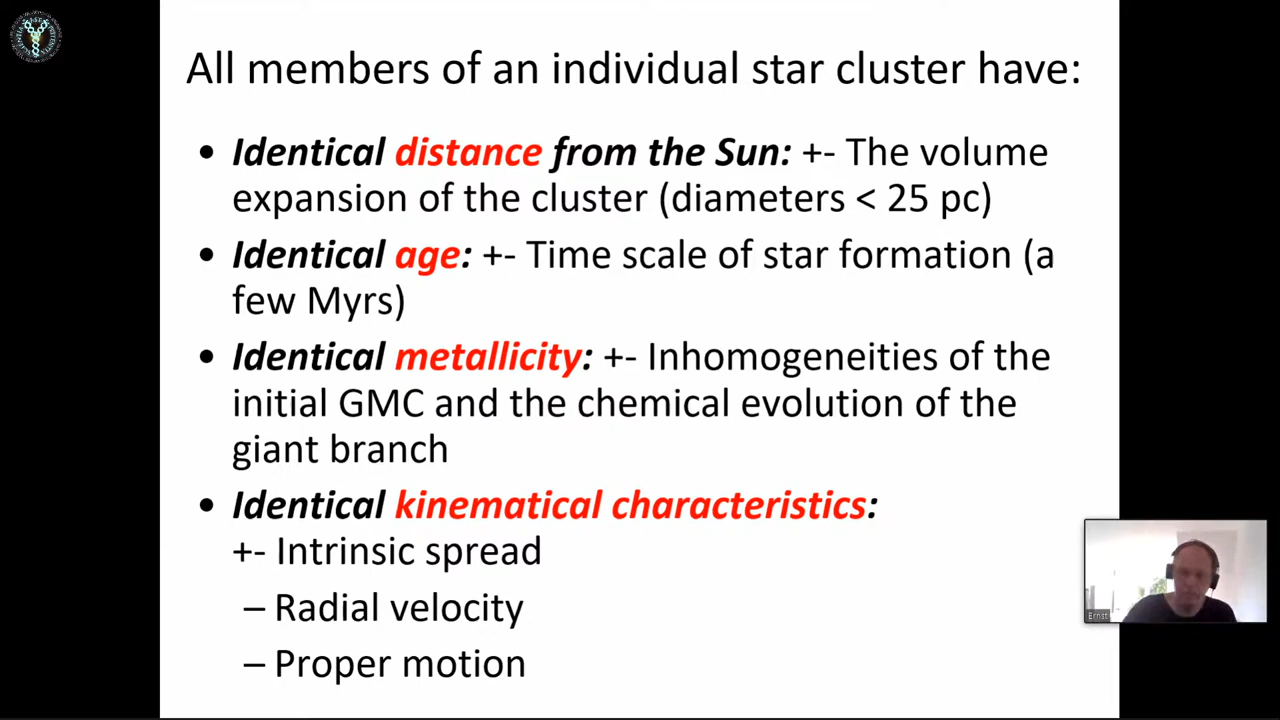 All members of an individual star cluster have:
• Identical distance from the Sun: +- The volume
expansion of the cluster (diameters < 25 pc)
• Identical age: +- Time scale of star formation (a
few Myrs)
• Identical metallicity: +- Inhomogeneities of the
initial GMC and the chemical evolution of the
giant branch
• Identical kinematical characteristics:
+- Intrinsic spread
– Radial velocity
– Proper motion
Ernst